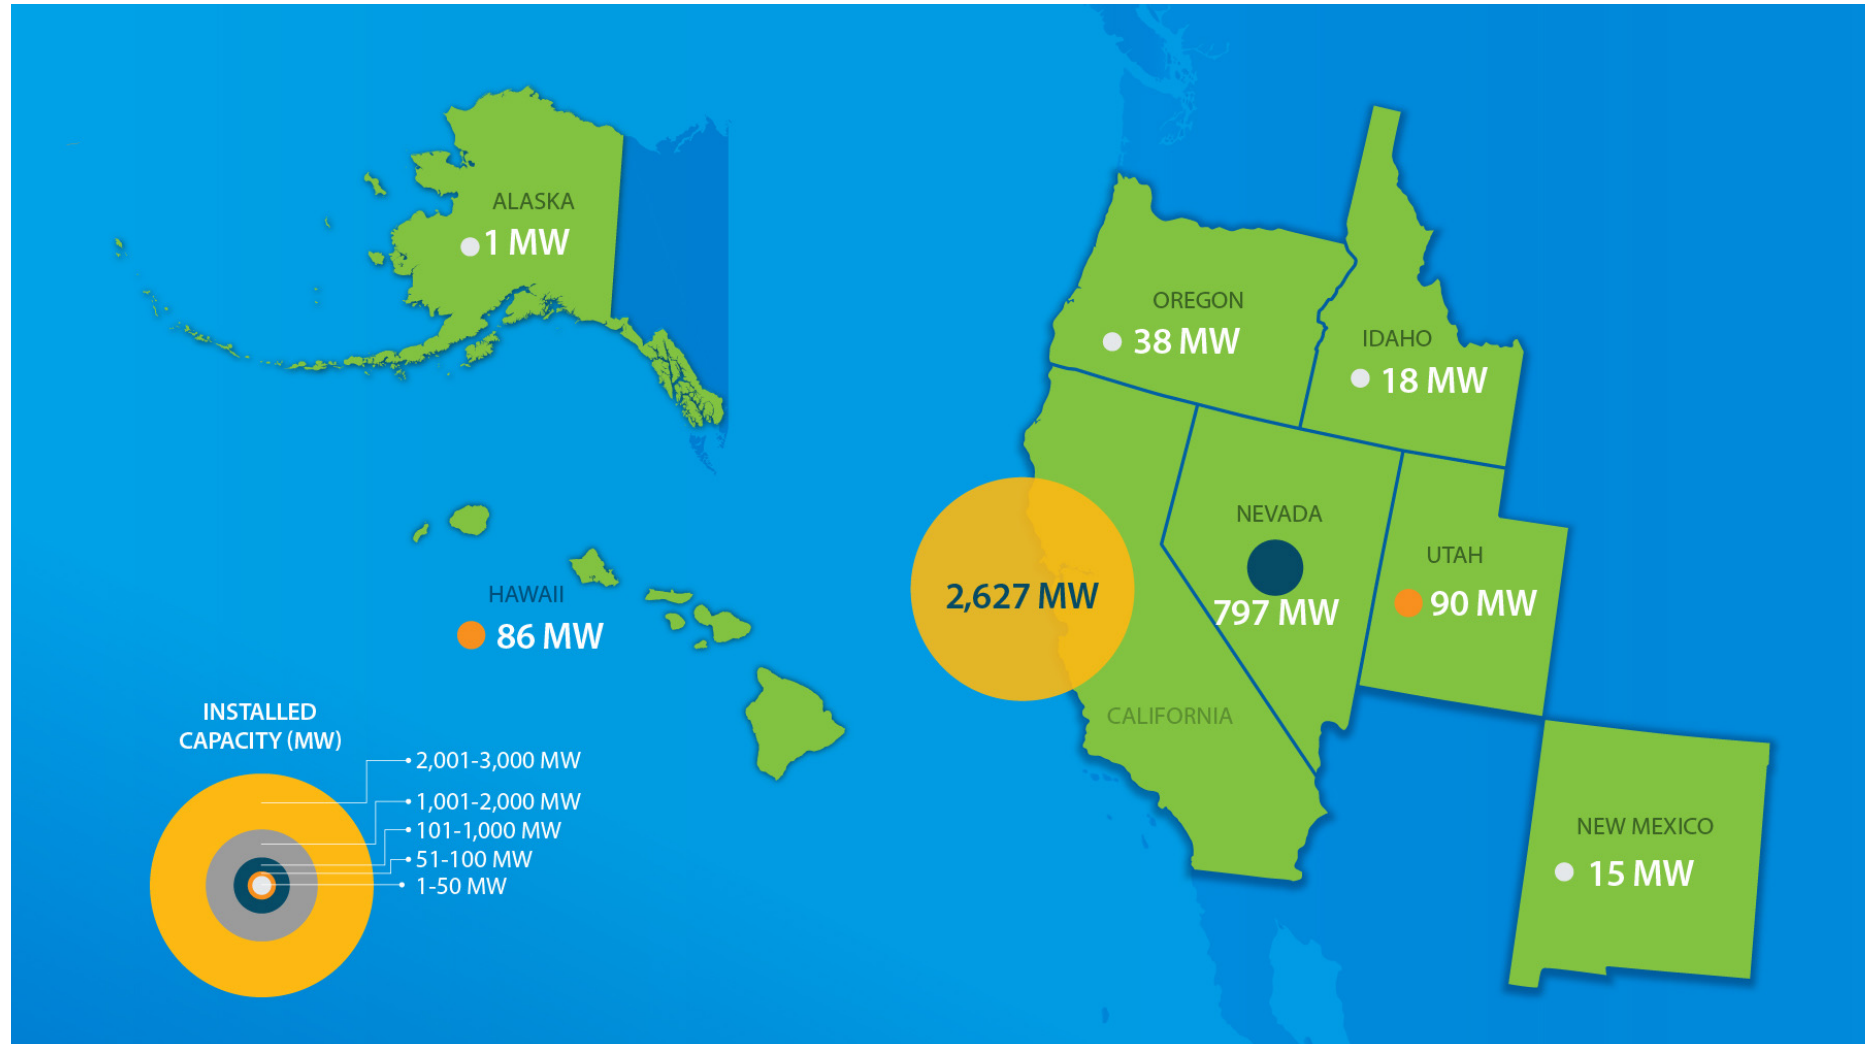 ALASKA
1 MW
OREGON
38 MW
IDAHO
18 MW
NEVADA
797 MW
UTAH
90 MW
2,627 MW
CALIFORNIA
HAWAII
86 MW
NEW MEXICO
15 MW
INSTALLED
CAPACITY (MW)
2,001-3,000 MW
1,001-2,000 MW
101-1,000 MW
51-100 MW
1-50 MW